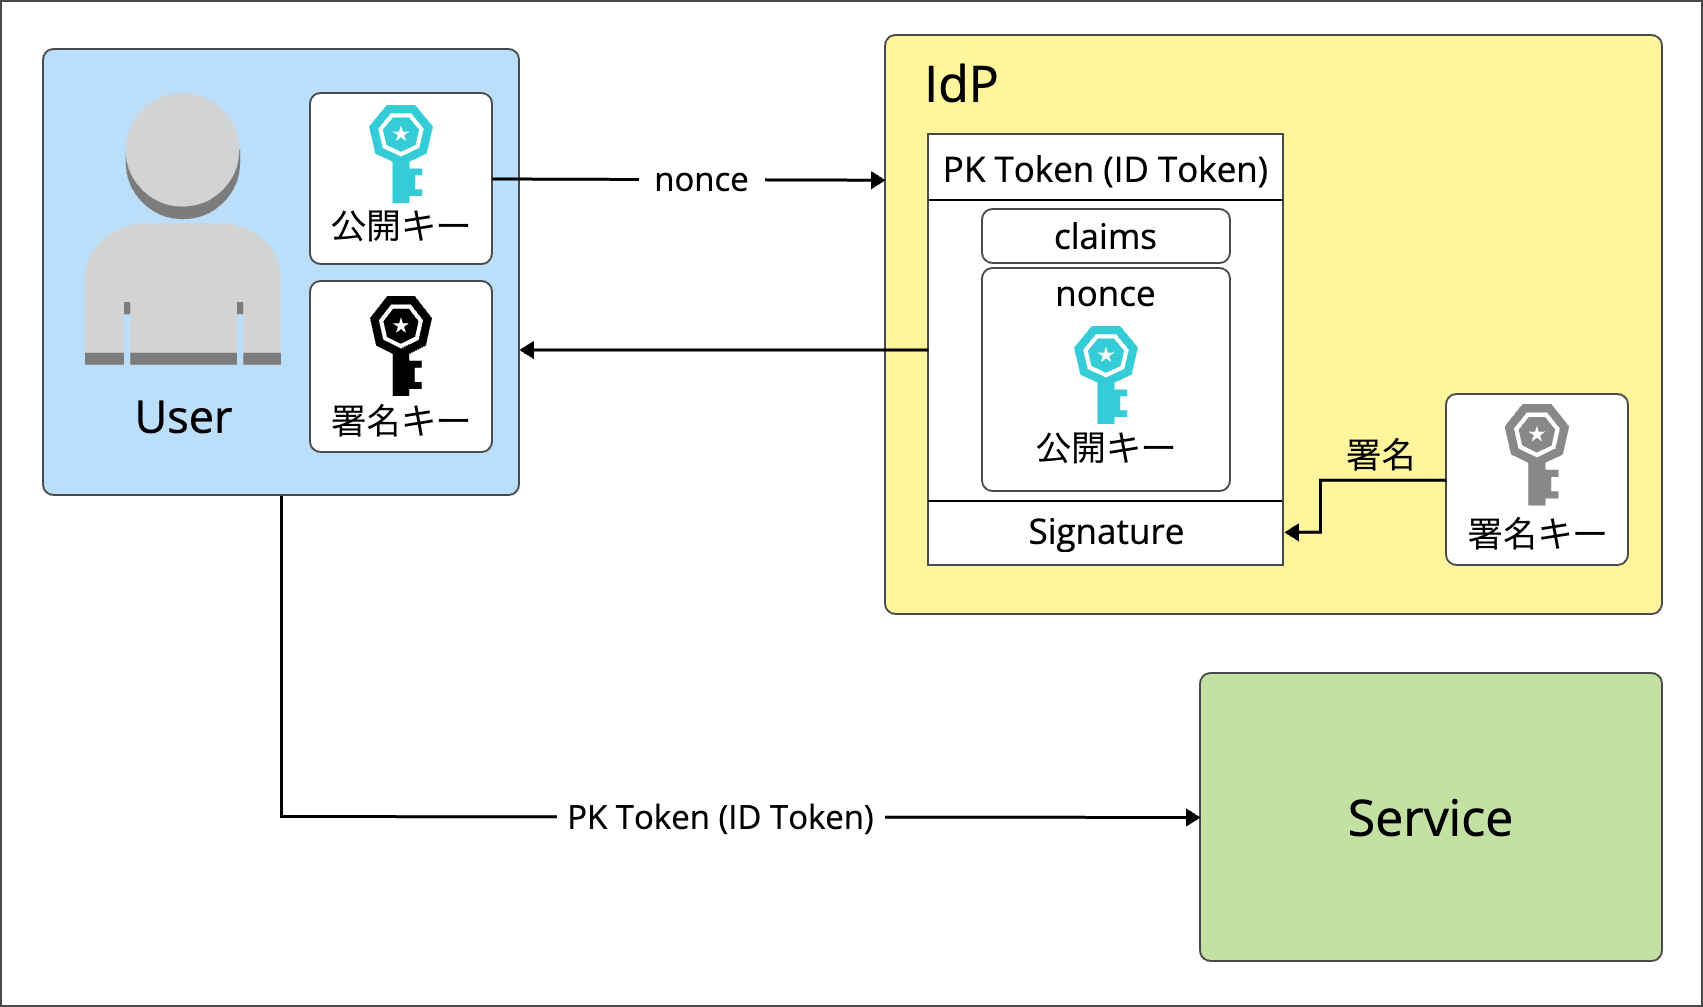 公開キー
署名キー
User
nonce
IdP
PK Token (ID Token)
claims
nonce
公開キー
Signature
署名
署名キー
PK Token (ID Token)
Service